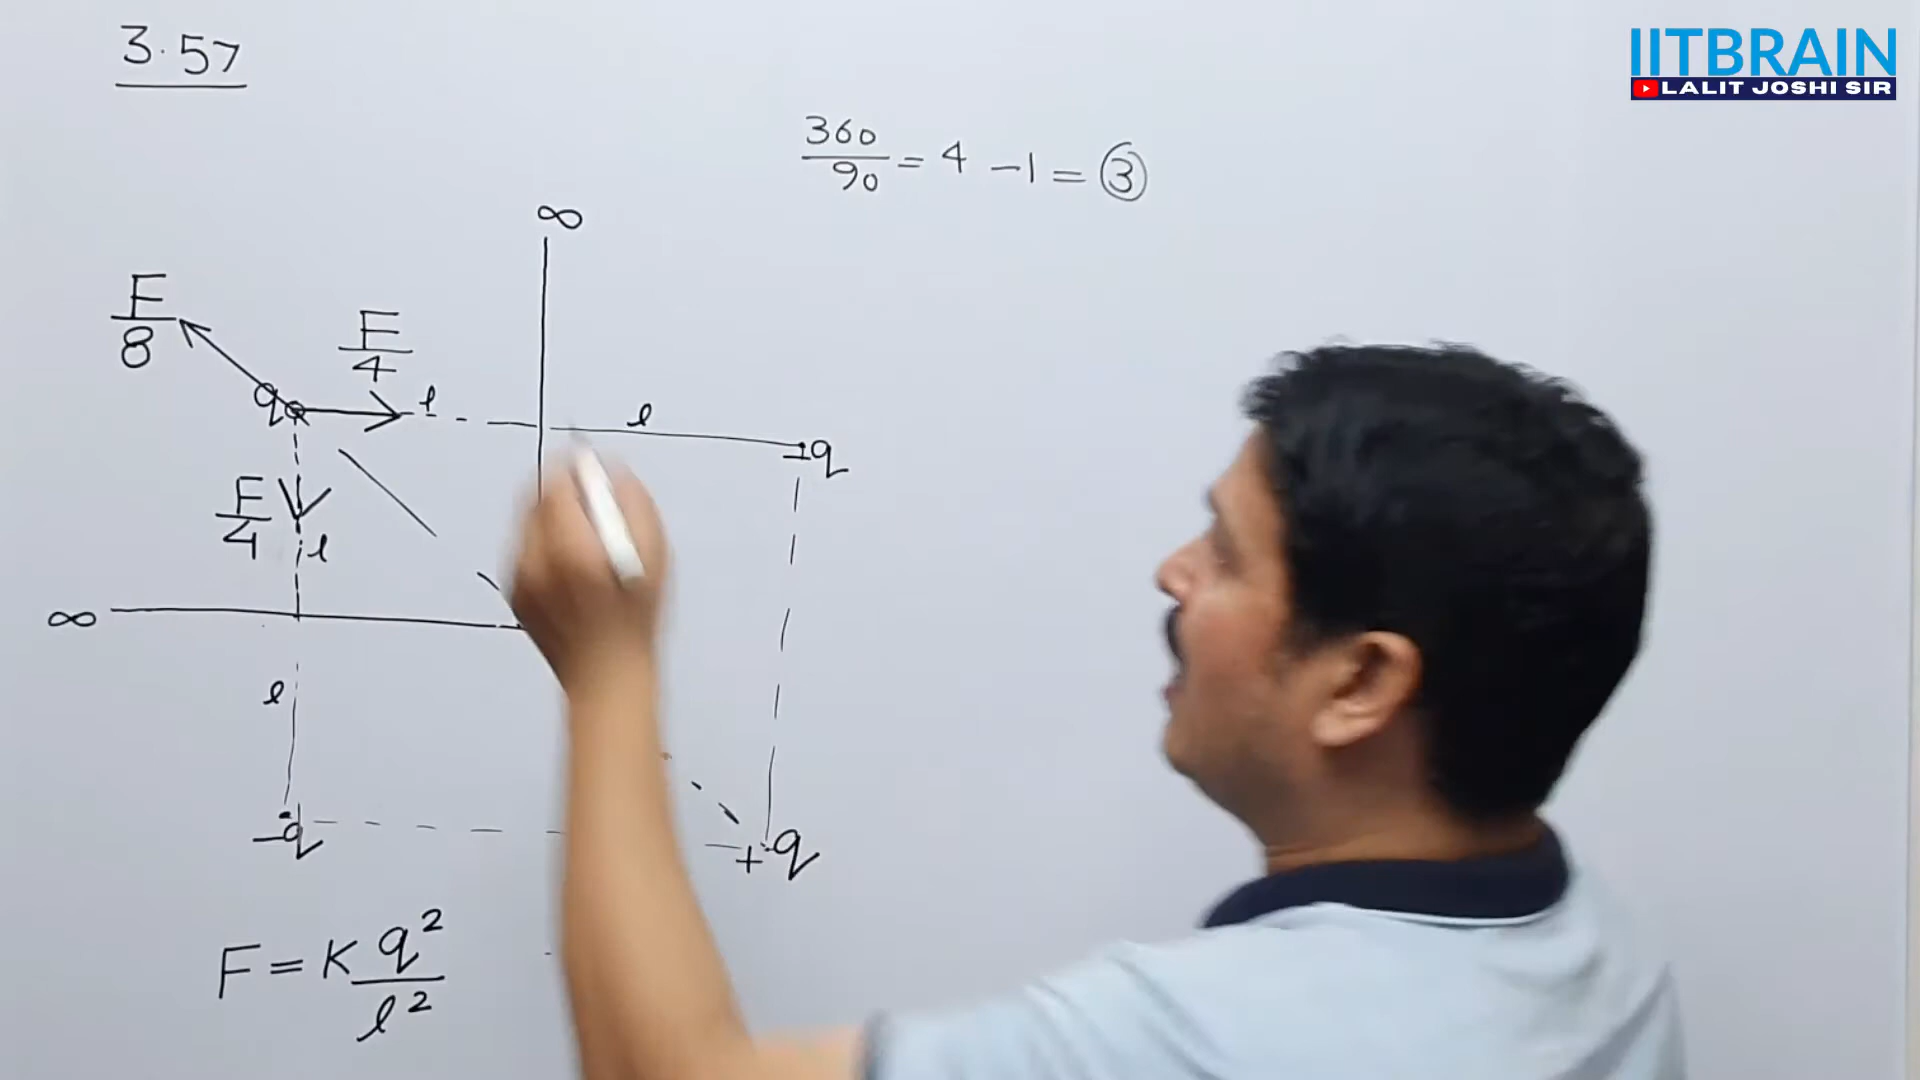 3.57
IITBRAIN
LALIT JOSHI SIR
360/90 = 4 - 1 = 3
∞
F/8
F/4
q
l
l
-q
F/4
l
∞
l
-q
+q
F = K q²/l²